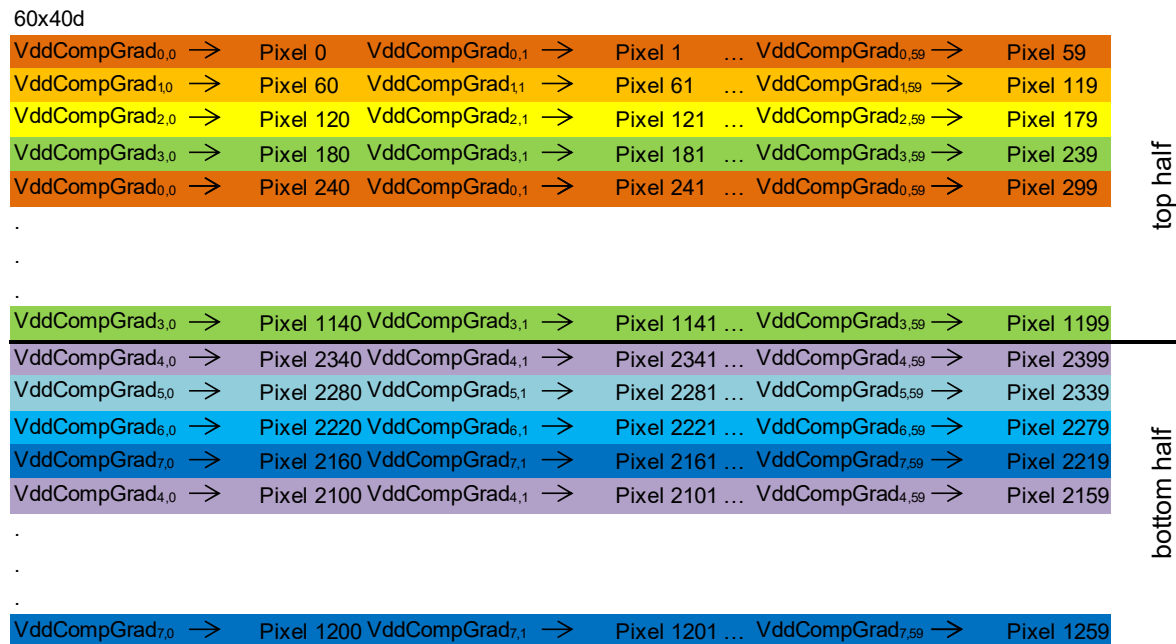 60x40d
VddCompGrad0,0 → Pixel 0 VddCompGrad0,1 → Pixel 1 … VddCompGrad0,59 → Pixel 59
VddCompGrad1,0 → Pixel 60 VddCompGrad1,1 → Pixel 61 … VddCompGrad1,59 → Pixel 119
VddCompGrad2,0 → Pixel 120 VddCompGrad2,1 → Pixel 121 … VddCompGrad2,59 → Pixel 179
VddCompGrad3,0 → Pixel 180 VddCompGrad3,1 → Pixel 181 … VddCompGrad3,59 → Pixel 239
VddCompGrad0,0 → Pixel 240 VddCompGrad0,1 → Pixel 241 … VddCompGrad0,59 → Pixel 299
.
.
.
top half
VddCompGrad3,0 → Pixel 1140 VddCompGrad3,1 → Pixel 1141 … VddCompGrad3,59 → Pixel 1199
VddCompGrad4,0 → Pixel 2340 VddCompGrad4,1 → Pixel 2341 … VddCompGrad4,59 → Pixel 2399
VddCompGrad5,0 → Pixel 2280 VddCompGrad5,1 → Pixel 2281 … VddCompGrad5,59 → Pixel 2339
VddCompGrad6,0 → Pixel 2220 VddCompGrad6,1 → Pixel 2221 … VddCompGrad6,59 → Pixel 2279
VddCompGrad7,0 → Pixel 2160 VddCompGrad7,1 → Pixel 2161 … VddCompGrad7,59 → Pixel 2219
VddCompGrad4,0 → Pixel 2100 VddCompGrad4,1 → Pixel 2101 … VddCompGrad4,59 → Pixel 2159
.
.
.
bottom half
VddCompGrad7,0 → Pixel 1200 VddCompGrad7,1 → Pixel 1201 … VddCompGrad7,59 → Pixel 1259